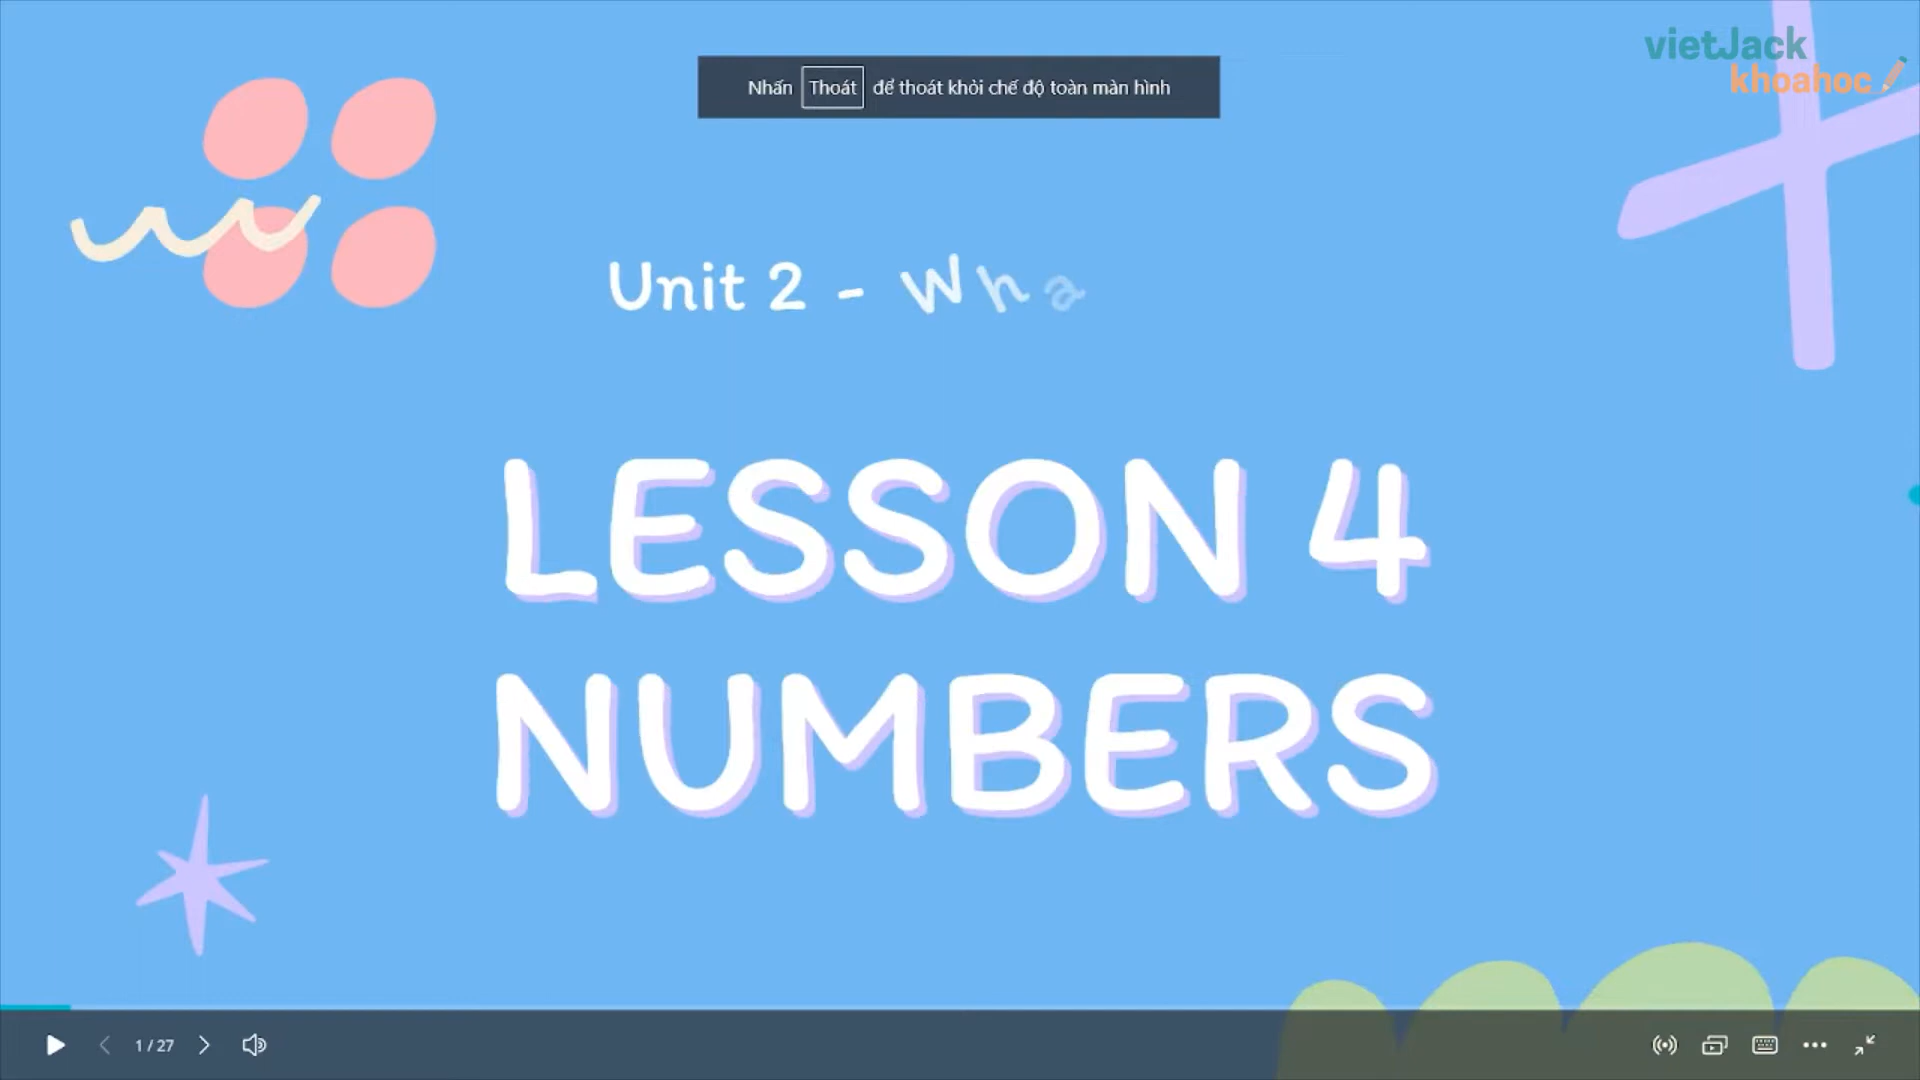 vietJack
khoahoc
Nhấn Thoát để thoát khỏi chế độ toàn màn hình
Unit 2 - Wha
LESSON 4
NUMBERS
1 / 27